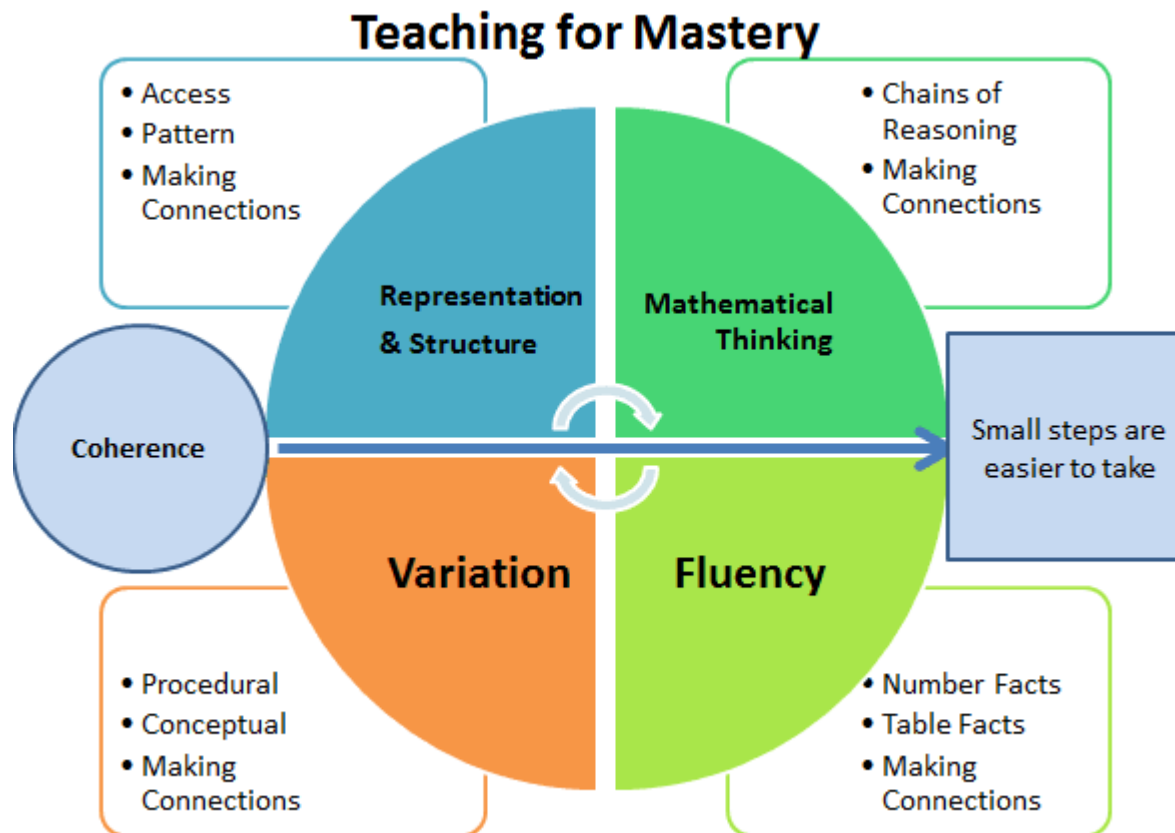 Teaching for Mastery
• Access
• Pattern
• Making
Connections
• Chains of
Reasoning
• Making
Connections
Representation
& Structure
Mathematical
Thinking
Coherence
Small steps are
easier to take
Variation
Fluency
• Procedural
• Conceptual
• Making
Connections
• Number Facts
• Table Facts
• Making
Connections